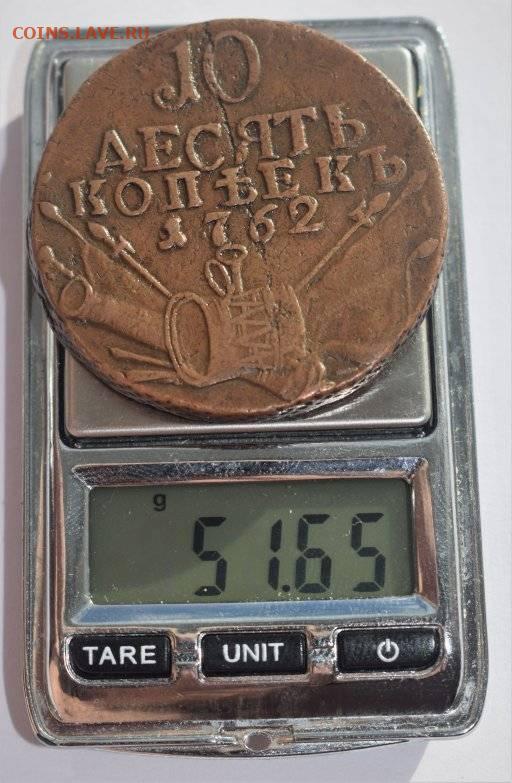 COINS.LAVE.RU
10
ДЕСЯТЬ
КОПѢЕКЪ
1762
g
51.65
TARE
UNIT